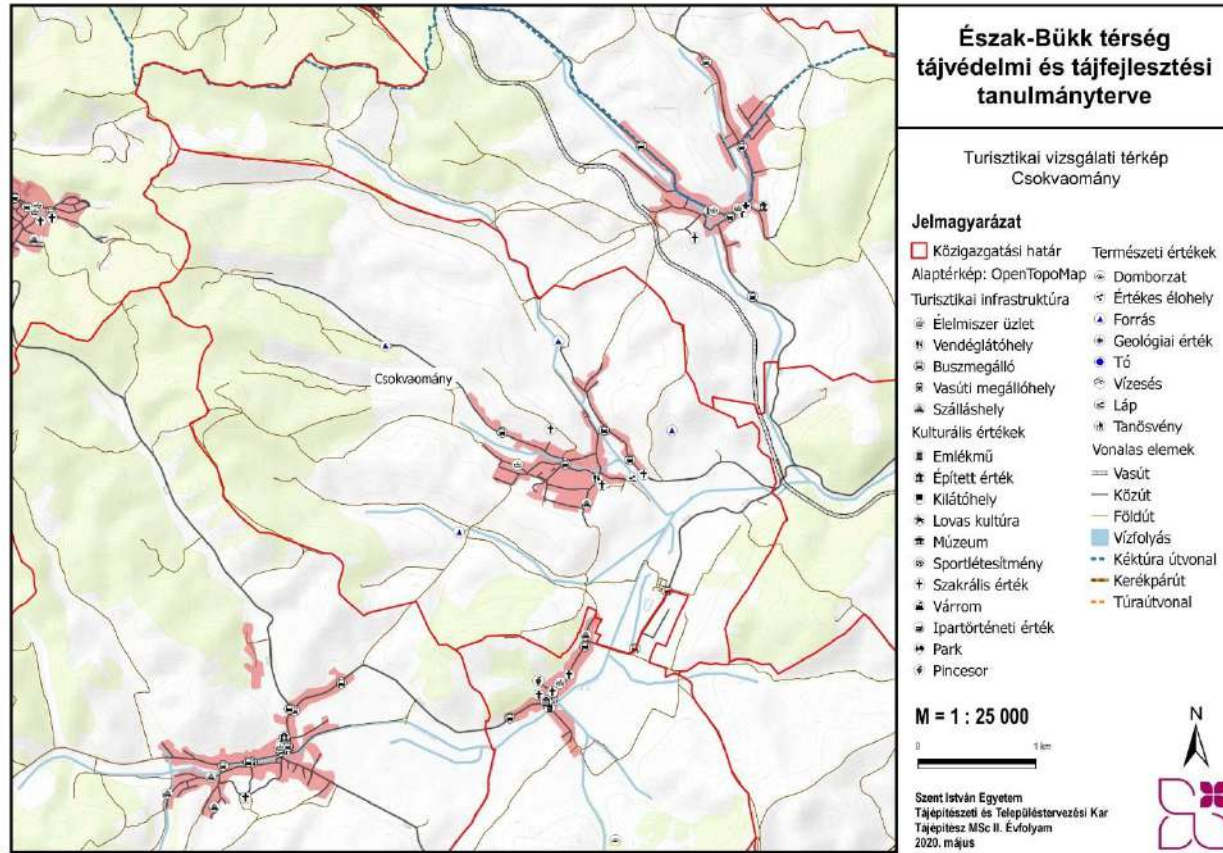 Észak-Bükk térség
tájvédelmi és tájfejlesztési
tanulmányterve
Turisztikai vizsgálati térkép
Csokvaomány
Jelmagyarázat
Közigazgatási határ
Alaptérkép: OpenTopoMap
Turisztikai infrastruktúra
Élelmiszer üzlet
Vendéglátóhely
Buszmegálló
Vasúti megállóhely
Szálláshely
Kulturális értékek
Emlékmű
Épített érték
Kilátóhely
Lovas kultúra
Múzeum
Sportlétesítmény
Szakrális érték
Várrom
Ipartörténeti érték
Park
Pincesor
Természeti értékek
Domborzat
Értékes élohely
Forrás
Geológiai érték
Tó
Vízesés
Láp
Tanösvény
Vonalas elemek
Vasút
Közút
Földút
Vízfolyás
Kéktúra útvonal
Kerékpárút
Túraútvonal
M = 1 : 25 000
0 1 km
N
Szent István Egyetem
Tájépítészeti és Településtervezési Kar
Tájépítész MSc II. Évfolyam
2020. május
Csokvaomány